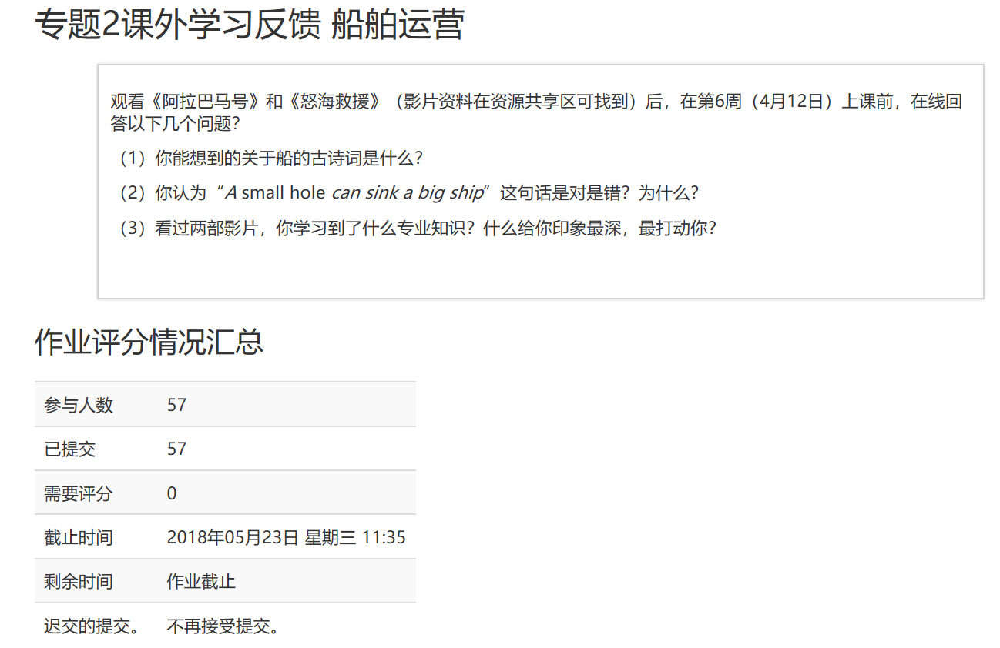 专题2课外学习反馈 船舶运营
观看《阿拉巴马号》和《怒海救援》（影片资料在资源共享区可找到）后，在第6周（4月12日）上课前，在线回
答以下几个问题？
（1）你能想到的关于船的古诗词是什么？
（2）你认为“A small hole can sink a big ship”这句话是对是错？为什么？
（3）看过两部影片，你学习到了什么专业知识？什么给你印象最深，最打动你？
作业评分情况汇总
参与人数 57
已提交 57
需要评分 0
截止时间 2018年05月23日 星期三 11:35
剩余时间 作业截止
迟交的提交。 不再接受提交。